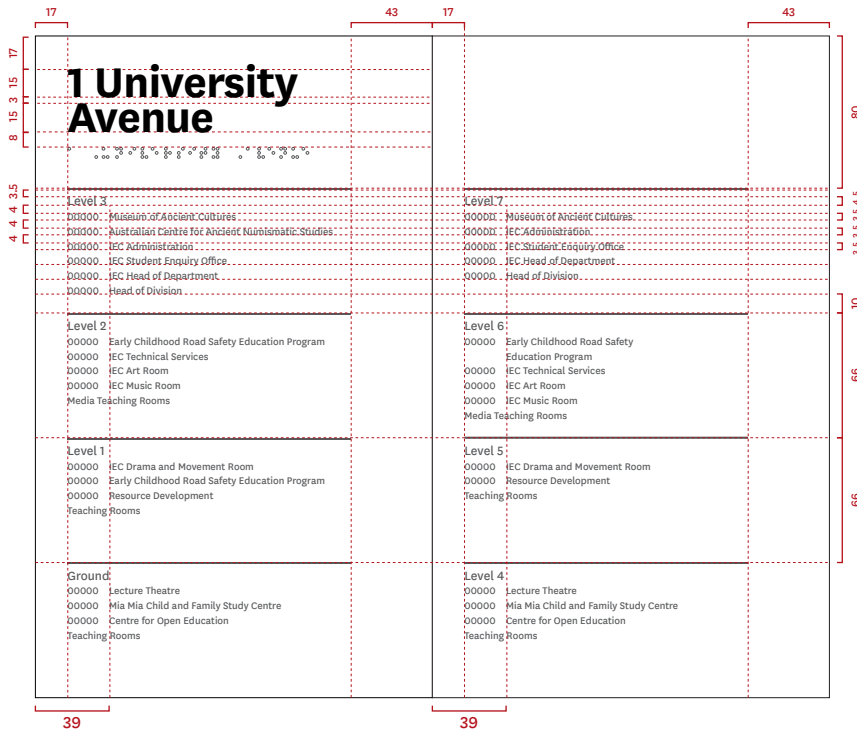 17
43
17
43
17
15
3
15
8
1 University
Avenue
80
3.5
4
4
4
Level 3
00000 Museum of Ancient Cultures
00000 Australian Centre for Ancient Numismatic Studies
00000 IEC Administration
00000 IEC Student Enquiry Office
00000 IEC Head of Department
00000 Head of Division
Level 7
00000 Museum of Ancient Cultures
00000 IEC Administration
00000 IEC Student Enquiry Office
00000 IEC Head of Department
00000 Head of Division
10
Level 2
00000 Early Childhood Road Safety Education Program
00000 IEC Technical Services
00000 IEC Art Room
00000 IEC Music Room
Media Teaching Rooms
Level 6
00000 Early Childhood Road Safety
Education Program
00000 IEC Technical Services
00000 IEC Art Room
00000 IEC Music Room
Media Teaching Rooms
66
Level 1
00000 IEC Drama and Movement Room
00000 Early Childhood Road Safety Education Program
00000 Resource Development
Teaching Rooms
Level 5
00000 IEC Drama and Movement Room
00000 Resource Development
Teaching Rooms
66
Ground
00000 Lecture Theatre
00000 Mia Mia Child and Family Study Centre
00000 Centre for Open Education
Teaching Rooms
Level 4
00000 Lecture Theatre
00000 Mia Mia Child and Family Study Centre
00000 Centre for Open Education
Teaching Rooms
39
39